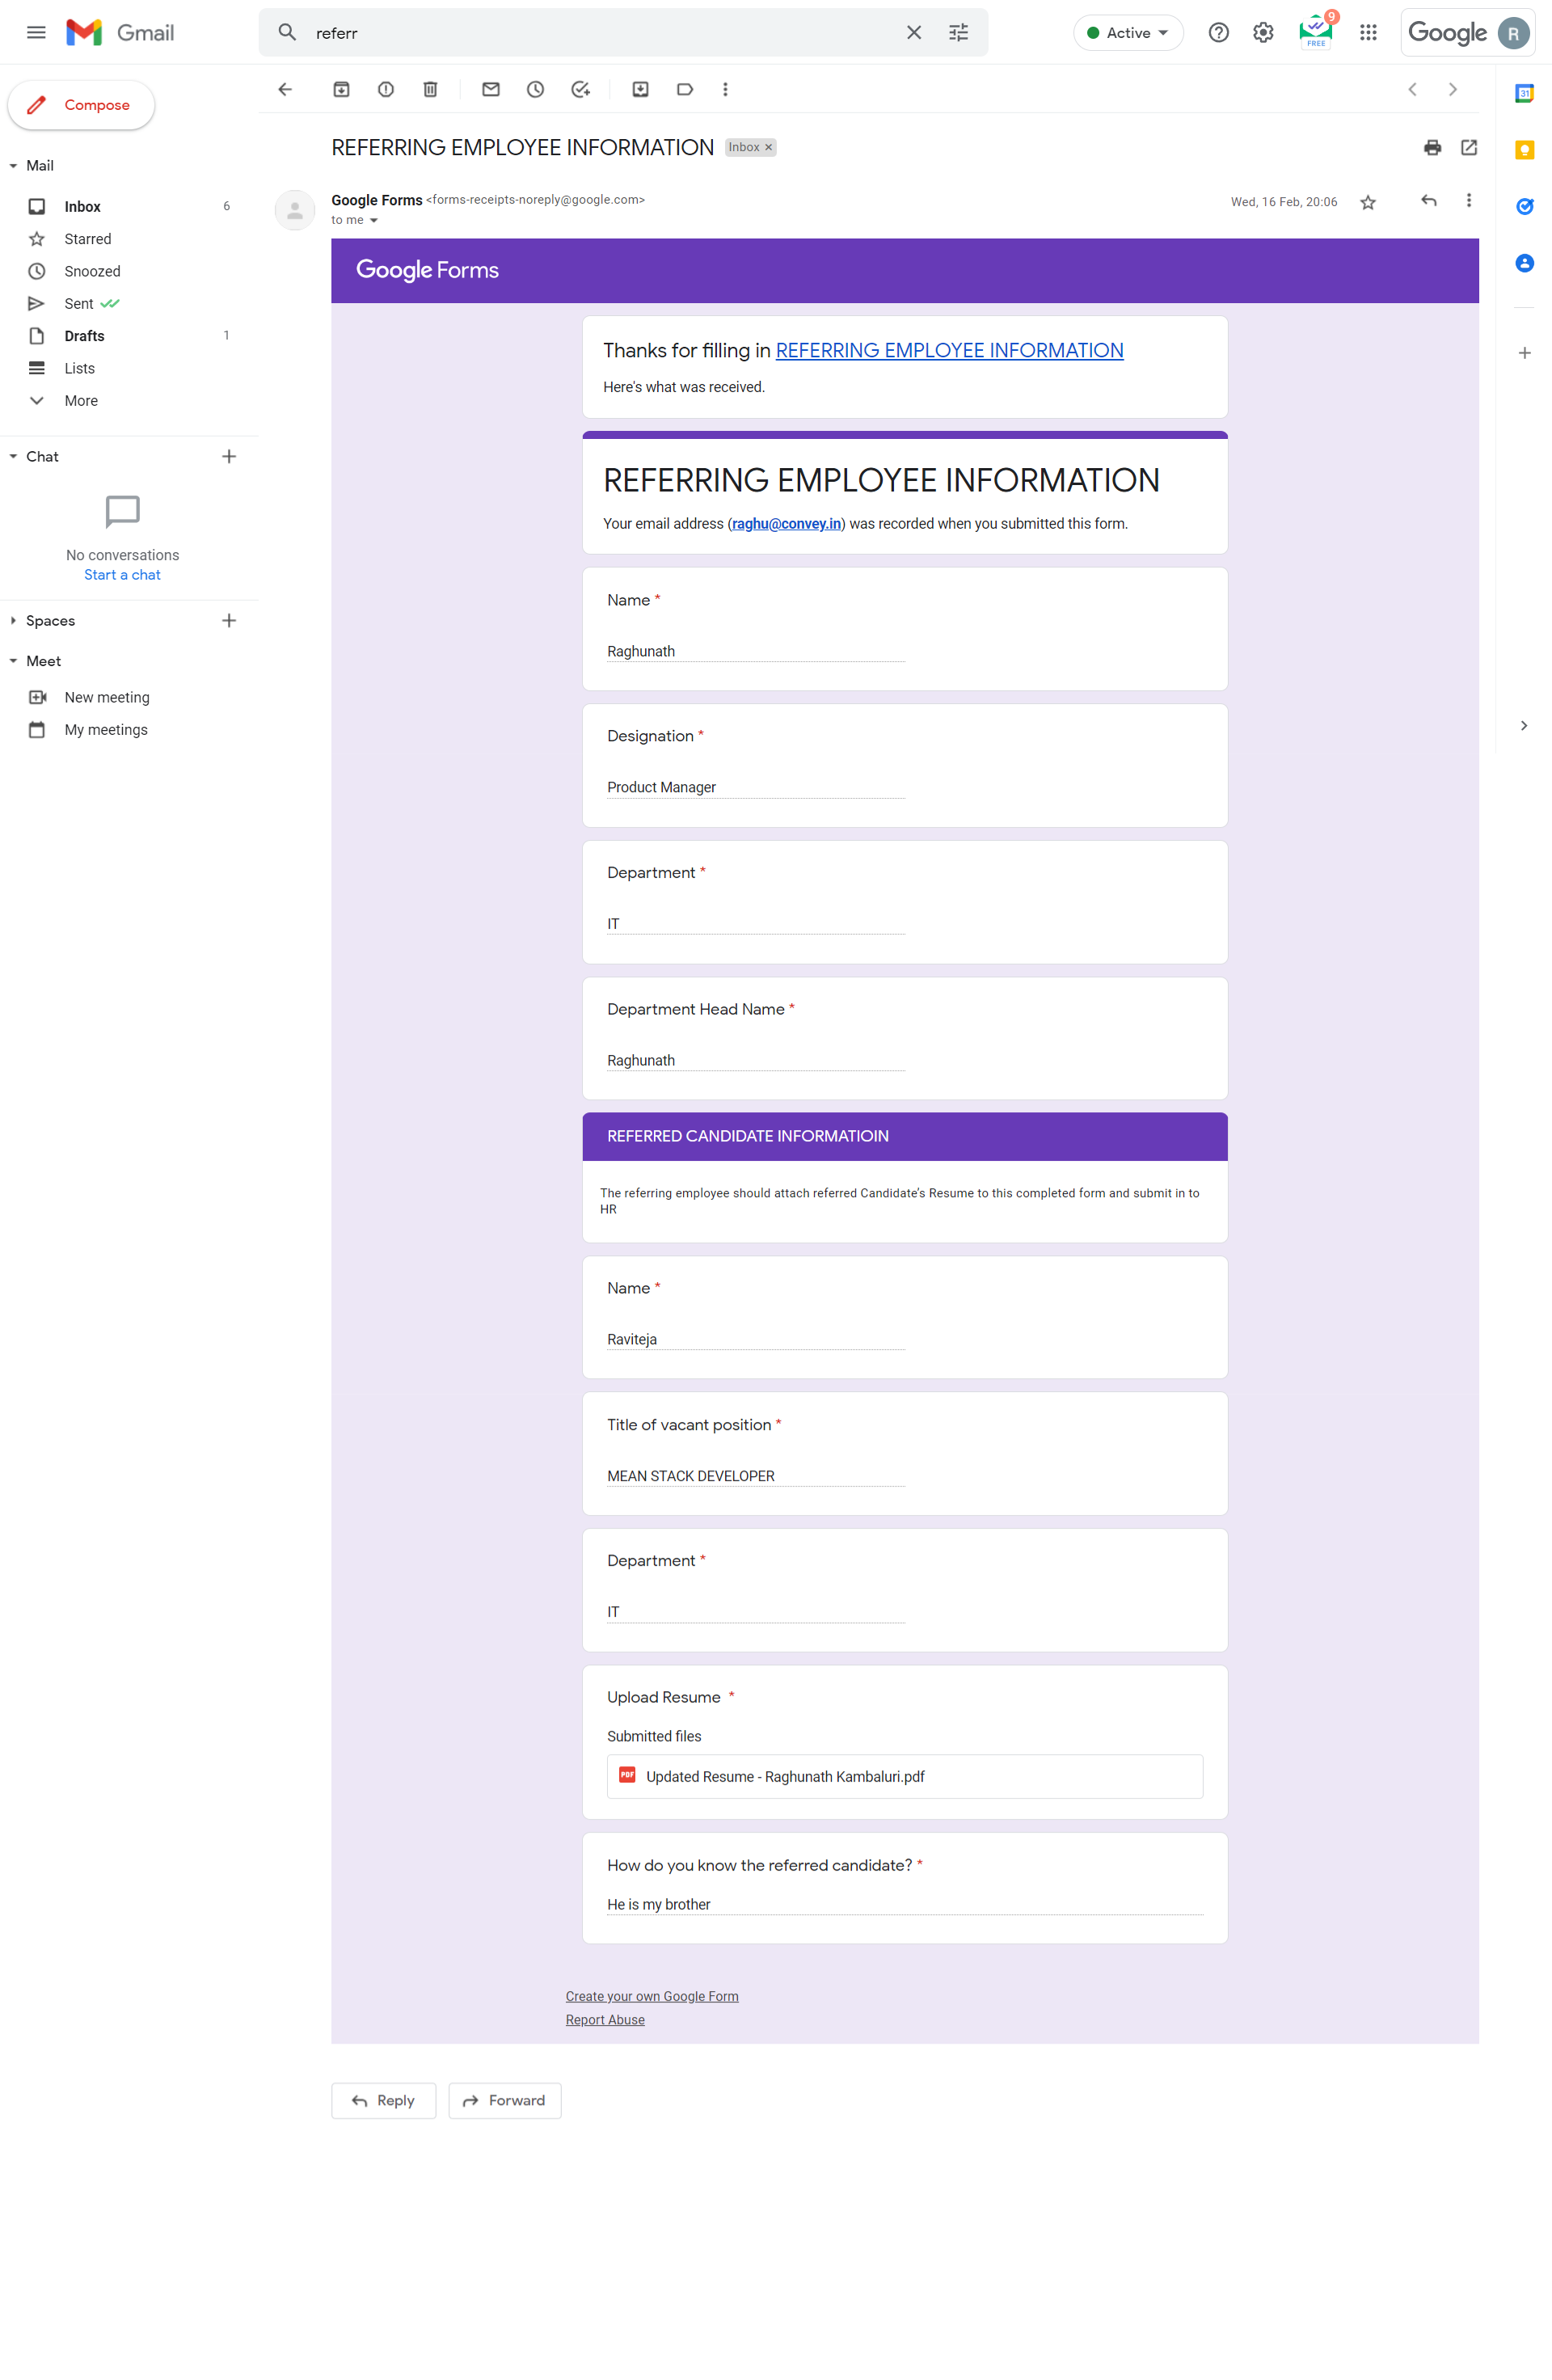 Gmail
referr
Active
9
FREE
Google
R
Compose
Mail
Inbox 6
Starred
Snoozed
Sent
Drafts 1
Lists
More
Chat
No conversations
Start a chat
Spaces
Meet
New meeting
My meetings
31
REFERRING EMPLOYEE INFORMATION Inbox ×
Google Forms <forms-receipts-noreply@google.com>
Wed, 16 Feb, 20:06
to me
Google Forms
Thanks for filling in REFERRING EMPLOYEE INFORMATION
Here's what was received.
REFERRING EMPLOYEE INFORMATION
Your email address (raghu@convey.in) was recorded when you submitted this form.
Name *
Raghunath
Designation *
Product Manager
Department *
IT
Department Head Name *
Raghunath
REFERRED CANDIDATE INFORMATIOIN
The referring employee should attach referred Candidate's Resume to this completed form and submit in to
HR
Name *
Raviteja
Title of vacant position *
MEAN STACK DEVELOPER
Department *
IT
Upload Resume *
Submitted files
PDF Updated Resume - Raghunath Kambaluri.pdf
How do you know the referred candidate? *
He is my brother
Create your own Google Form
Report Abuse
Reply
Forward